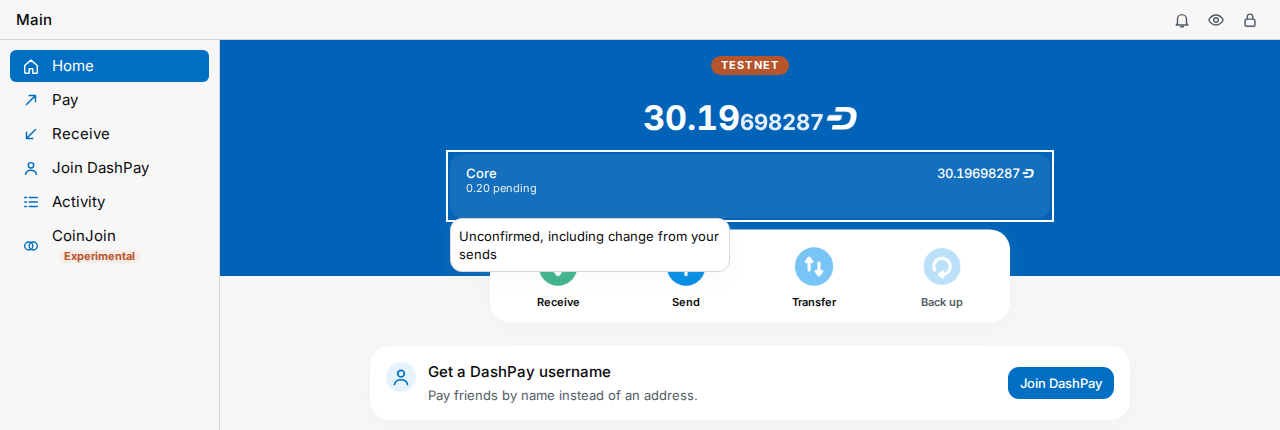 Main
Home
Pay
Receive
Join DashPay
Activity
CoinJoin
Experimental
TESTNET
30.19698287
Core
30.19698287
0.20 pending
Unconfirmed, including change from your
sends
Receive
Send
Transfer
Back up
Get a DashPay username
Pay friends by name instead of an address.
Join DashPay